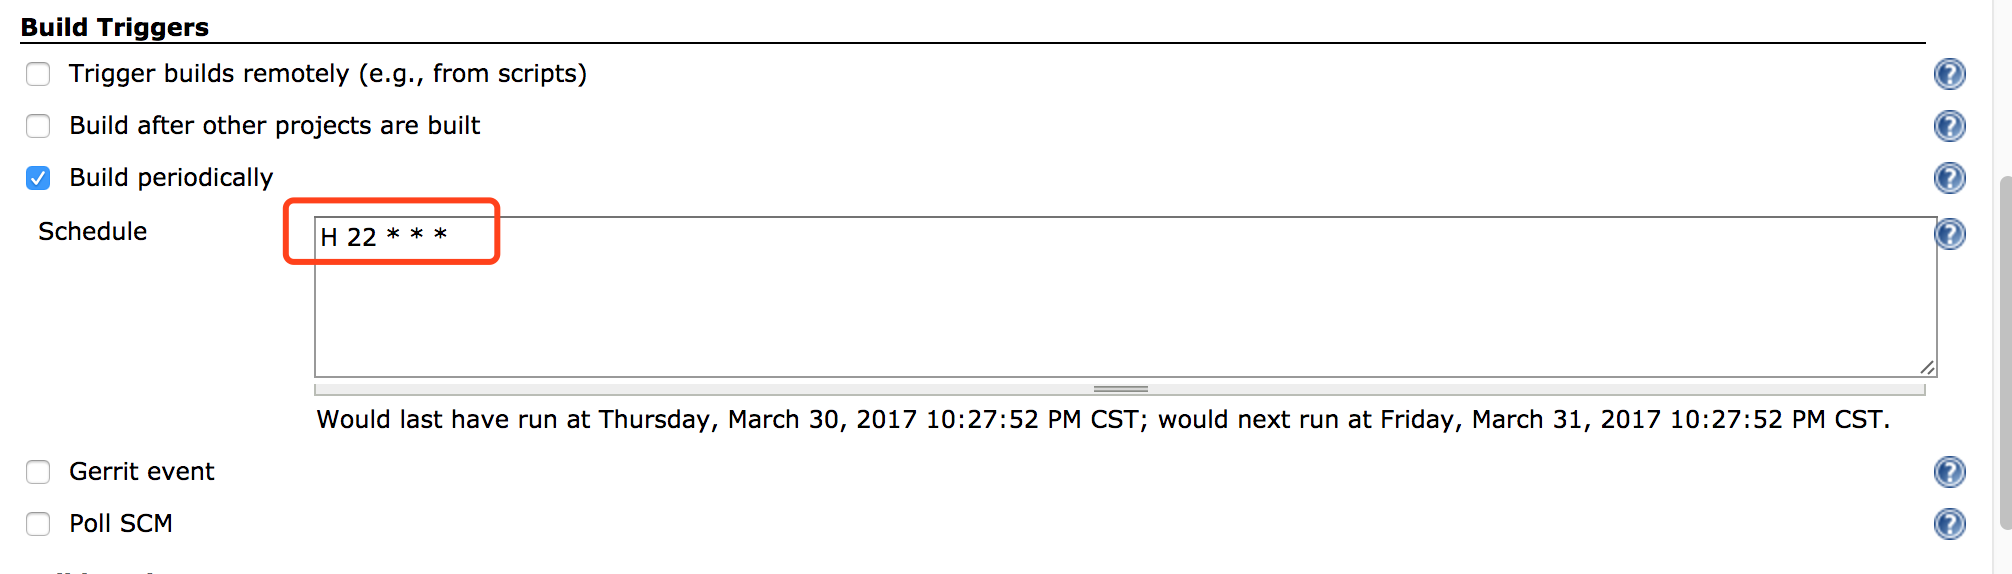 Build Triggers
Trigger builds remotely (e.g., from scripts)
Build after other projects are built
Build periodically
Schedule
H 22 * * *
Would last have run at Thursday, March 30, 2017 10:27:52 PM CST; would next run at Friday, March 31, 2017 10:27:52 PM CST.
Gerrit event
Poll SCM